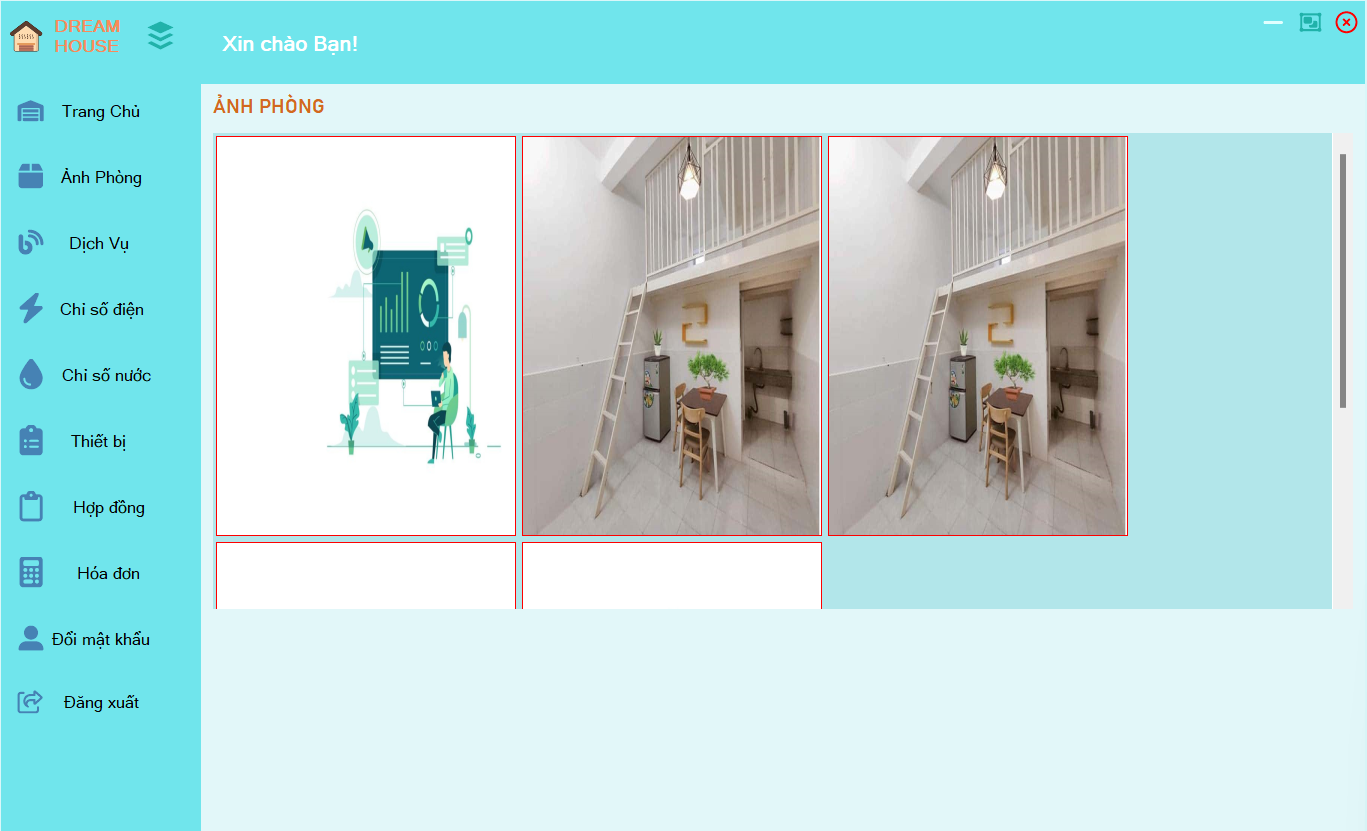 DREAM
HOUSE
Xin chào Bạn!
Trang Chủ
Ảnh Phòng
Dịch Vụ
Chỉ số điện
Chỉ số nước
Thiết bị
Hợp đồng
Hóa đơn
Đổi mật khẩu
Đăng xuất
ẢNH PHÒNG